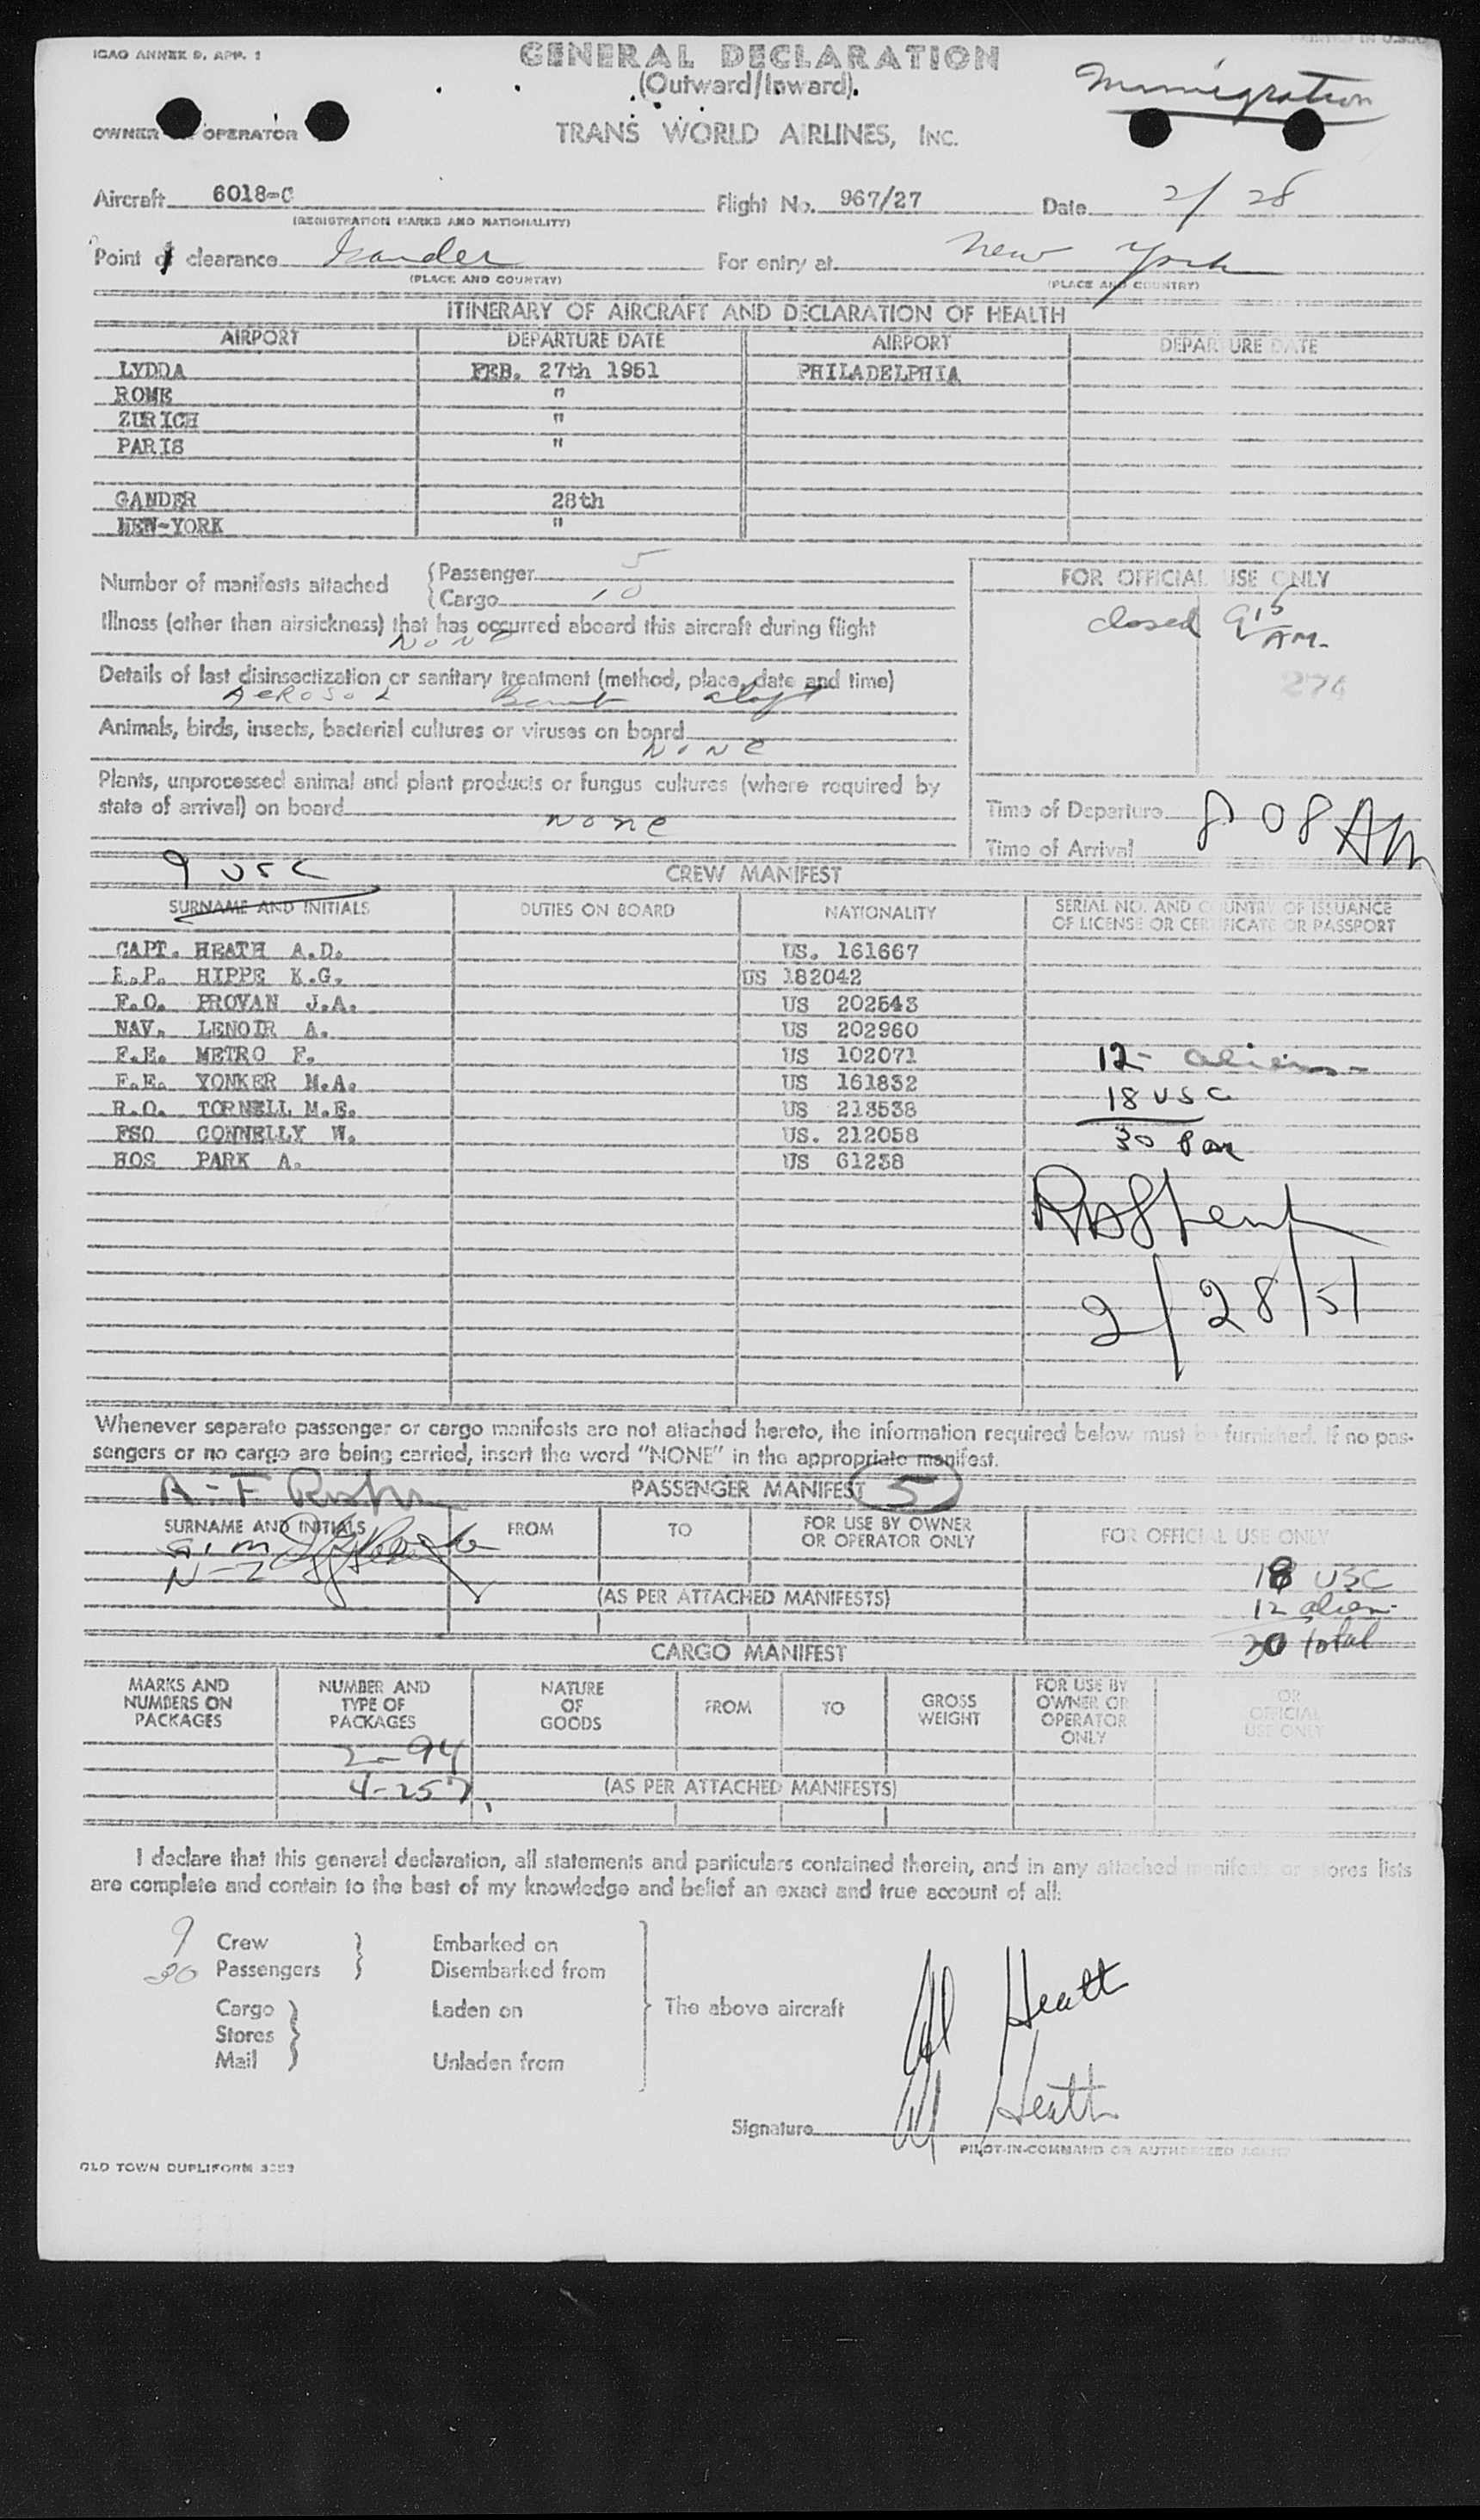 ICAO ANNEX 9, APP. 1
GENERAL DECLARATION
(Outward/Inward)
Immigration
OWNER OPERATOR
TRANS WORLD AIRLINES, INC.
Aircraft 6018-C Flight No. 967/27 Date 2/28
(REGISTRATION MARKS AND NATIONALITY)
Point of clearance Gander For entry at New York
(PLACE AND COUNTRY) (PLACE AND COUNTRY)
ITINERARY OF AIRCRAFT AND DECLARATION OF HEALTH
AIRPORT DEPARTURE DATE AIRPORT DEPARTURE DATE
LYDDA FEB. 27th 1951 PHILADELPHIA
ROME "
ZURICH "
PARIS "
GANDER 28th
NEW-YORK "
Number of manifests attached
Passenger 5
Cargo 10
FOR OFFICIAL USE ONLY
closed 9 15 AM.
Illness (other than airsickness) that has occurred aboard this aircraft during flight
NONE
274
Details of last disinsectization or sanitary treatment (method, place, date and time)
AEROSOL Bomb aloft
Animals, birds, insects, bacterial cultures or viruses on board
NONE
Plants, unprocessed animal and plant products or fungus cultures (where required by
state of arrival) on board
None
Time of Departure
8 08 AM
Time of Arrival
9 USC
CREW MANIFEST
SURNAME AND INITIALS DUTIES ON BOARD NATIONALITY SERIAL NO. AND COUNTRY OF ISSUANCE
OF LICENSE OR CERTIFICATE OR PASSPORT
CAPT. HEATH A.D. US. 161667
HIPPE K.G. US 182042
F.O. PROVAN J.A. US 202543
NAV. LENOIR A. US 202960
F.E. METRO F. US 102071 12- aliens-
F.E. YONKER M.A. US 161832 18 USC
R.O. TORNELL M.E. US 213538
FSO CONNELLY W. US. 212058 30 Pax
HOS PARK A. US 61238
2/28/51
Whenever separate passenger or cargo manifests are not attached hereto, the information required below must be furnished. If no pas-
sengers or no cargo are being carried, insert the word "NONE" in the appropriate manifest.
PASSENGER MANIFEST 5
SURNAME AND INITIALS FROM TO FOR USE BY OWNER
OR OPERATOR ONLY
FOR OFFICIAL USE ONLY
18 USC
(AS PER ATTACHED MANIFESTS)
12 alien-
30 total
CARGO MANIFEST
MARKS AND
NUMBERS ON
PACKAGES
NUMBER AND
TYPE OF
PACKAGES
NATURE
OF
GOODS
FROM
TO
GROSS
WEIGHT
FOR USE BY
OWNER OR
OPERATOR
ONLY
OR
OFFICIAL
USE ONLY
2-94
4-257
(AS PER ATTACHED MANIFESTS)
I declare that this general declaration, all statements and particulars contained therein, and in any attached manifests or stores lists
are complete and contain to the best of my knowledge and belief an exact and true account of all:
9 Crew Embarked on
30 Passengers Disembarked from
Cargo Laden on
Stores
Mail Unladen from
The above aircraft
Al Heath
Al Heath
Signature
PILOT-IN-COMMAND OR AUTHORIZED AGENT
OLD TOWN DUPLIFORM